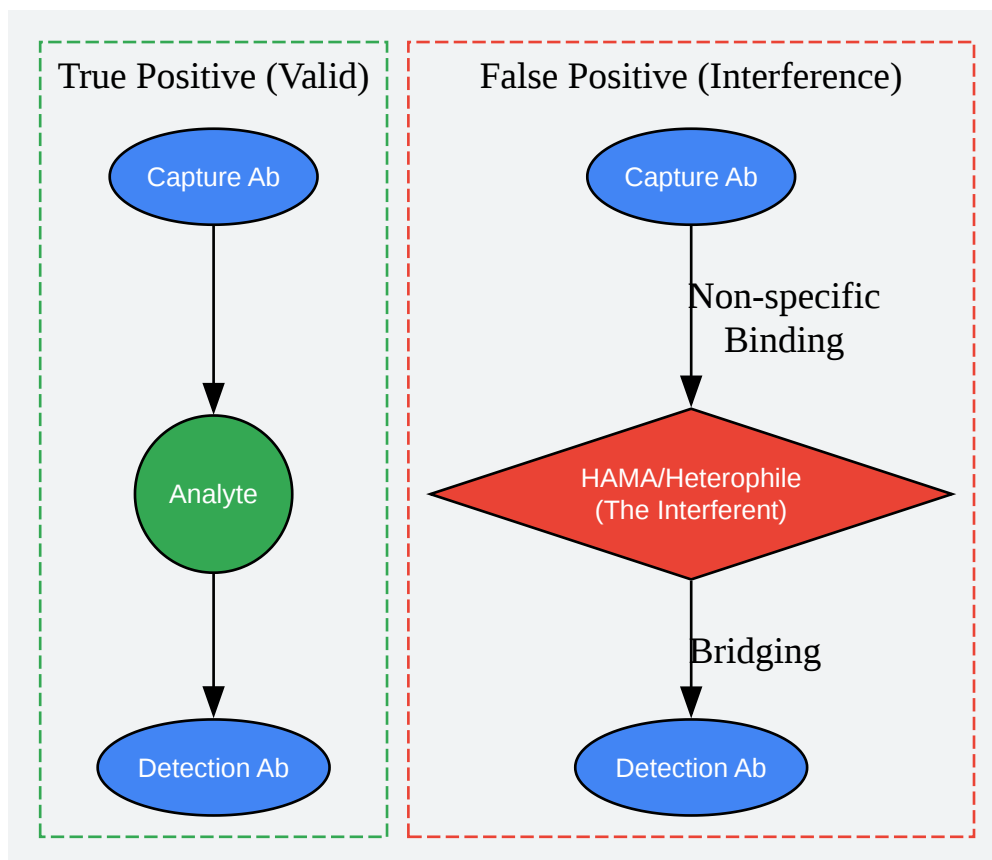 True Positive (Valid)
Capture Ab
Analyte
Detection Ab
False Positive (Interference)
Capture Ab
Non-specific
Binding
HAMA/Heterophile
(The Interferent)
Bridging
Detection Ab